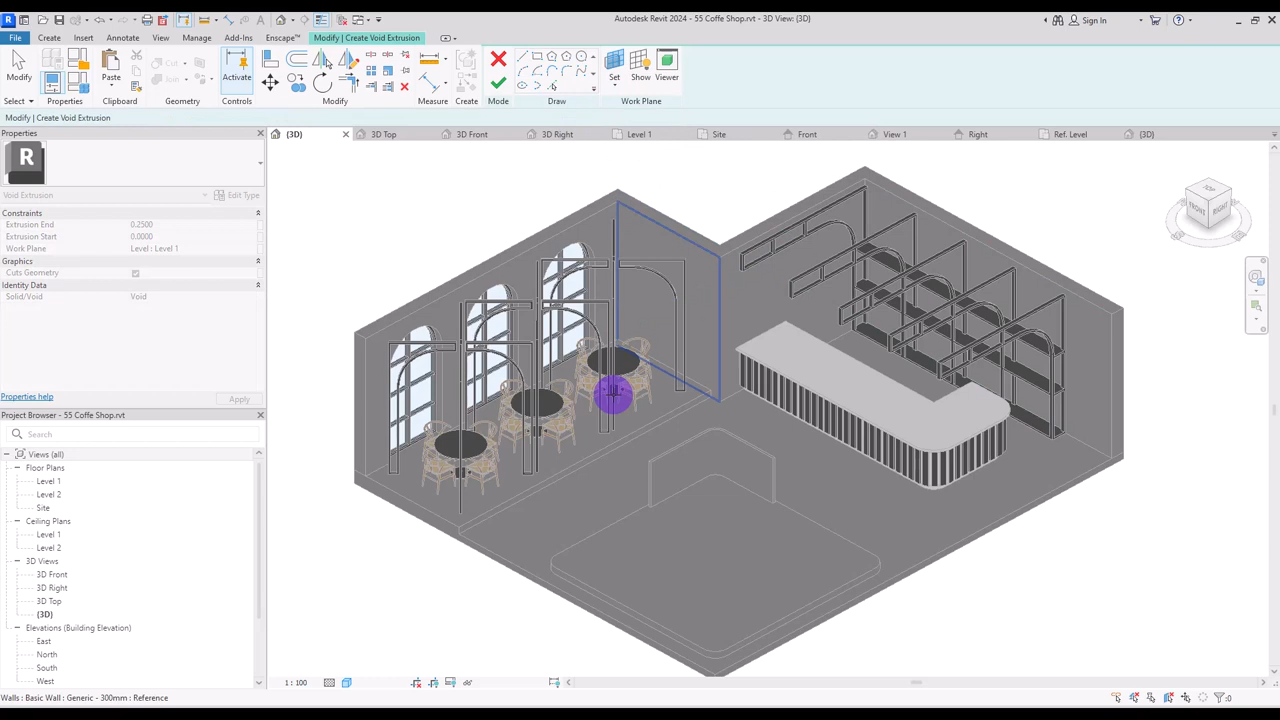 Autodesk Revit 2024 - 55 Coffe Shop.rvt - 3D View: {3D}
Sign In
File
Create
Insert
Annotate
View
Manage
Add-Ins
Enscape™
Modify | Create Void Extrusion
Modify
Paste
Cut
Join
Activate
Create
Set
Show
Viewer
Select
Properties
Clipboard
Geometry
Controls
Modify
Measure
Create
Mode
Draw
Work Plane
Modify | Create Void Extrusion
Properties
{3D}
3D Top
3D Front
3D Right
Level 1
Site
Front
View 1
Right
Ref. Level
{3D}
R
Void Extrusion
Edit Type
Constraints
Extrusion End 0.2500
Extrusion Start 0.0000
Work Plane Level : Level 1
Graphics
Cuts Geometry
Identity Data
Solid/Void Void
Properties help
Apply
Project Browser - 55 Coffe Shop.rvt
Search
Views (all)
Floor Plans
Level 1
Level 2
Site
Ceiling Plans
Level 1
Level 2
3D Views
3D Front
3D Right
3D Top
{3D}
Elevations (Building Elevation)
East
North
South
West
TOP
FRONT
RIGHT
1 : 100
Walls : Basic Wall : Generic - 300mm : Reference
:0